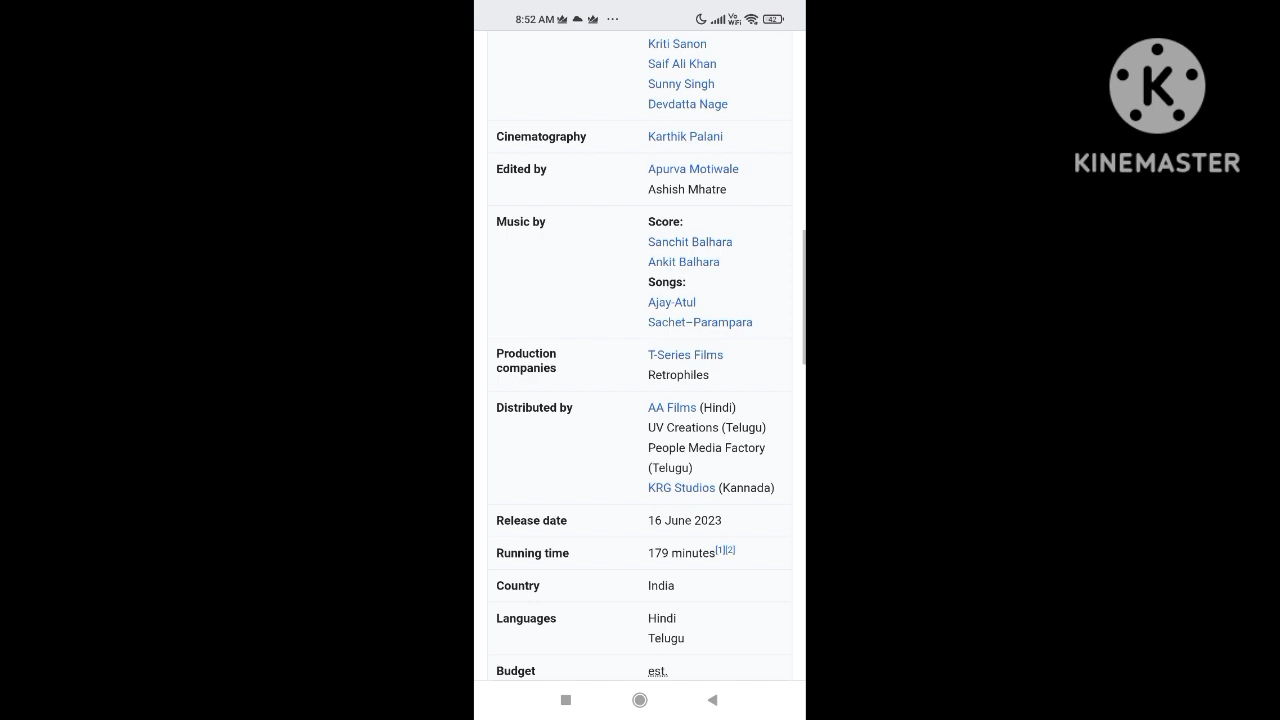 8:52 AM
Vo WiFi
42
K
KINEMASTER
Kriti Sanon
Saif Ali Khan
Sunny Singh
Devdatta Nage
Cinematography Karthik Palani
Edited by Apurva Motiwale
Ashish Mhatre
Music by Score:
Sanchit Balhara
Ankit Balhara
Songs:
Ajay-Atul
Sachet–Parampara
Production companies T-Series Films
Retrophiles
Distributed by AA Films (Hindi)
UV Creations (Telugu)
People Media Factory
(Telugu)
KRG Studios (Kannada)
Release date 16 June 2023
Running time 179 minutes[1][2]
Country India
Languages Hindi
Telugu
Budget est.